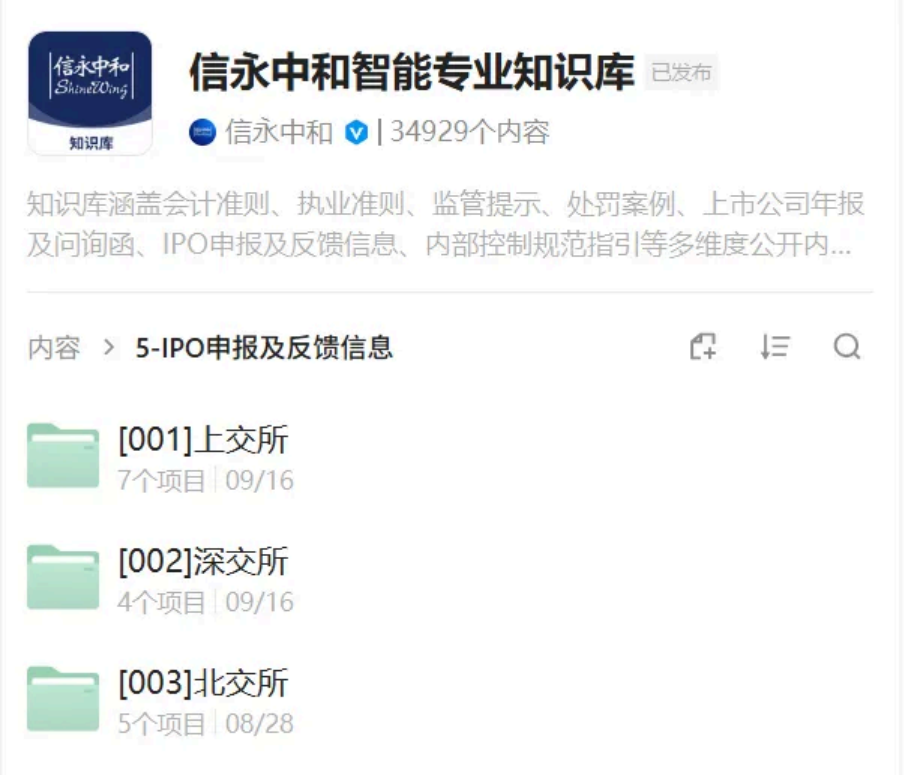 信永中和
ShineWing
知识库
信永中和智能专业知识库 已发布
信永中和 | 34929个内容
知识库涵盖会计准则、执业准则、监管提示、处罚案例、上市公司年报
及问询函、IPO申报及反馈信息、内部控制规范指引等多维度公开内...
内容 > 5-IPO申报及反馈信息
[001]上交所
7个项目 | 09/16
[002]深交所
4个项目 | 09/16
[003]北交所
5个项目 | 08/28